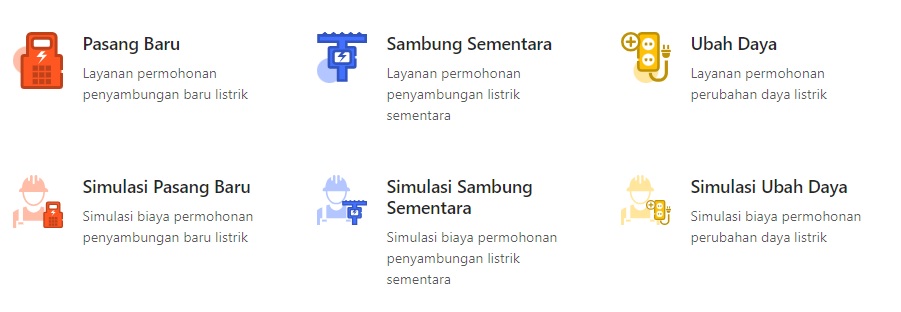 Pasang Baru
Layanan permohonan
penyambungan baru listrik
Sambung Sementara
Layanan permohonan
penyambungan listrik
sementara
Ubah Daya
Layanan permohonan
perubahan daya listrik
Simulasi Pasang Baru
Simulasi biaya permohonan
penyambungan baru listrik
Simulasi Sambung
Sementara
Simulasi biaya permohonan
penyambungan listrik
sementara
Simulasi Ubah Daya
Simulasi biaya permohonan
perubahan daya listrik